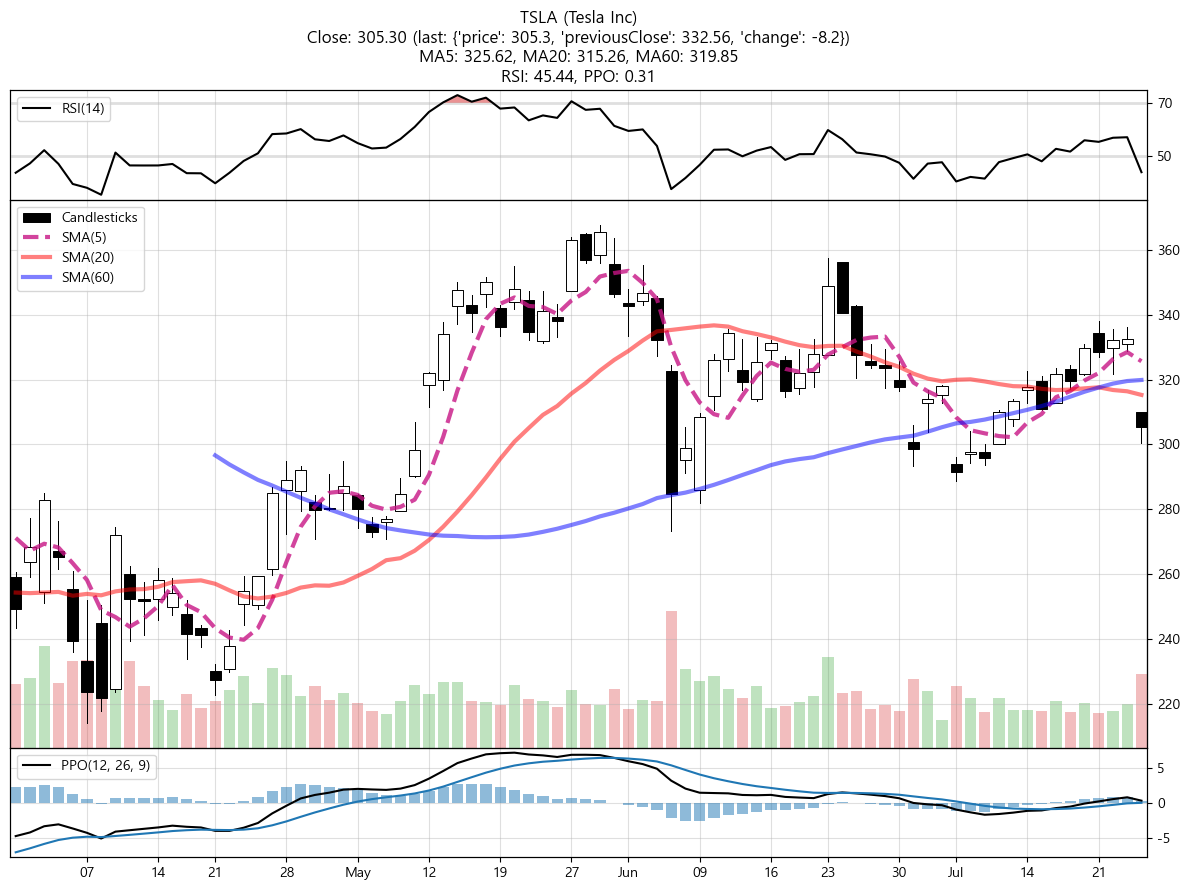 TSLA (Tesla Inc)
Close: 305.30 (last: {'price': 305.3, 'previousClose': 332.56, 'change': -8.2})
MA5: 325.62, MA20: 315.26, MA60: 319.85
RSI: 45.44, PPO: 0.31
RSI(14)
70
50
Candlesticks
SMA(5)
SMA(20)
SMA(60)
360
340
320
300
280
260
240
220
PPO(12, 26, 9)
5
0
-5
07 14 21 28 May 12 19 27 Jun 09 16 23 30 Jul 14 21